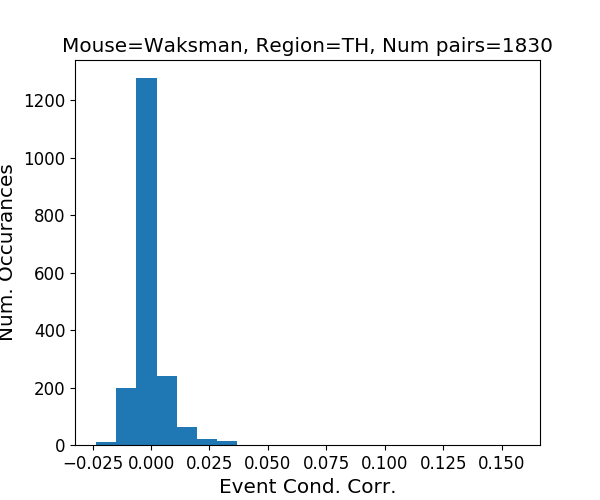 Mouse=Waksman, Region=TH, Num pairs=1830
1200
1000
800
600
400
200
0
Num. Occurances
−0.025 0.000 0.025 0.050 0.075 0.100 0.125 0.150
Event Cond. Corr.